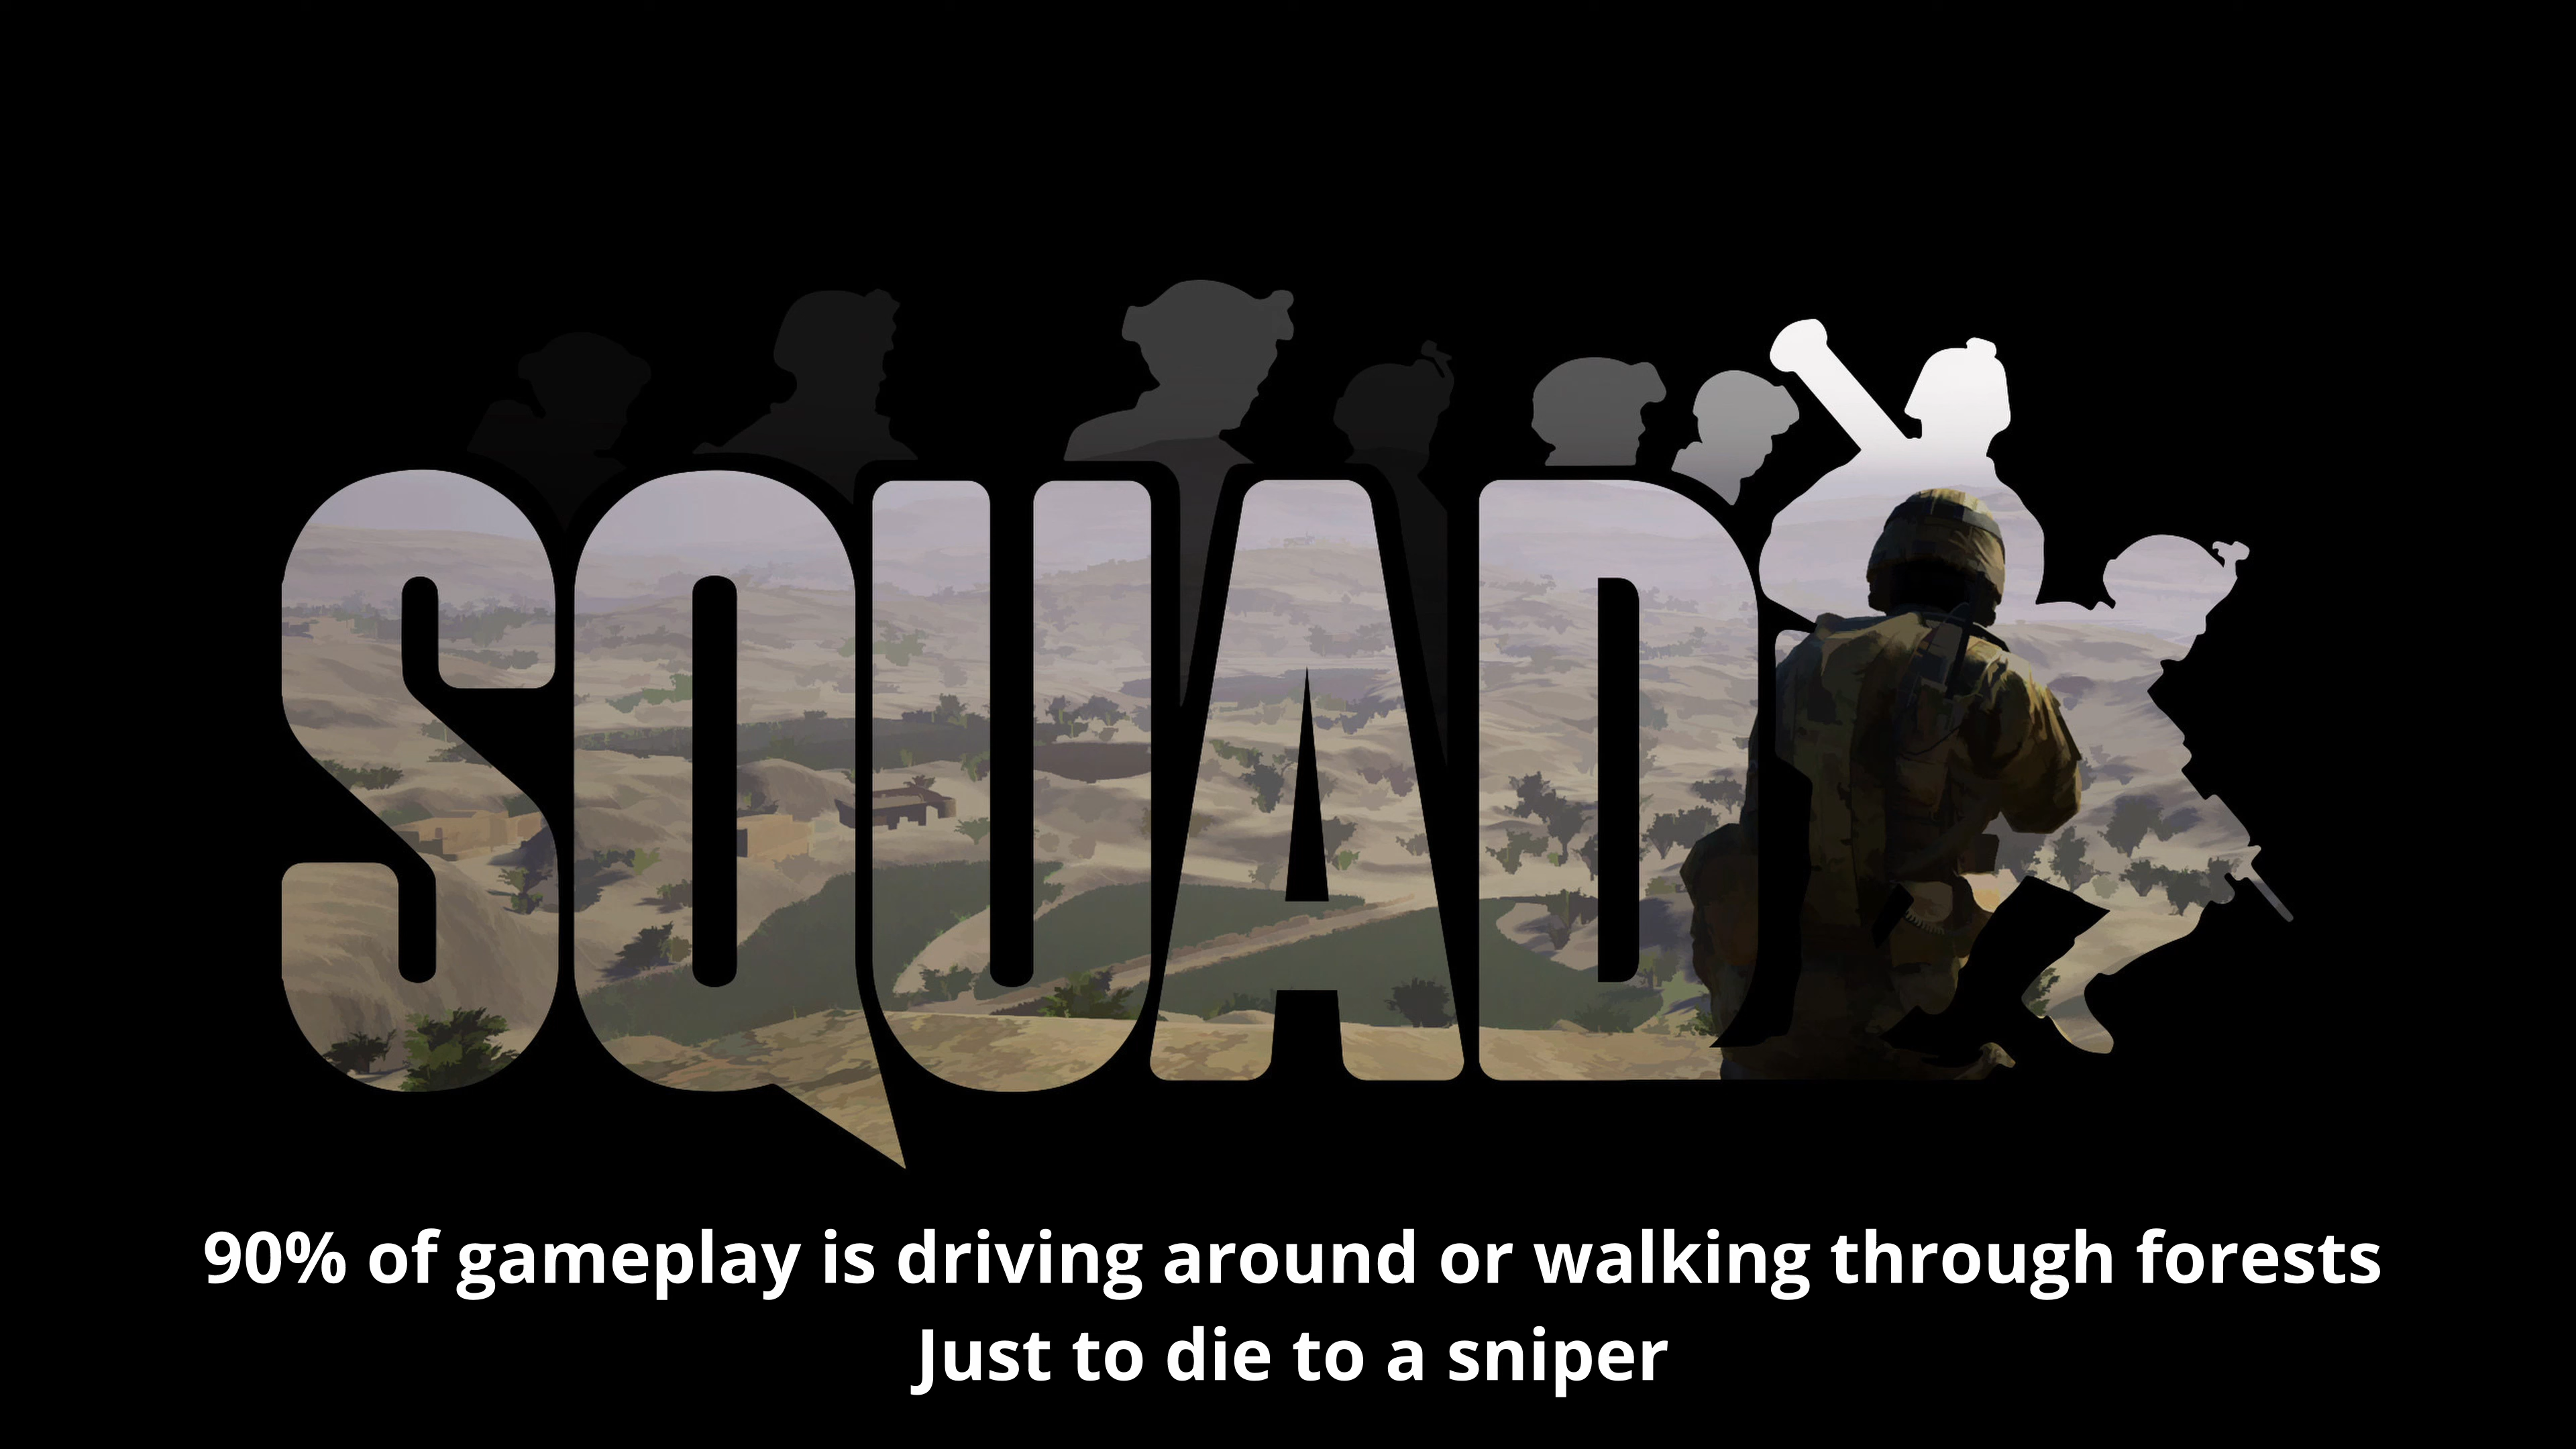 SQUAD
90% of gameplay is driving around or walking through forests
Just to die to a sniper